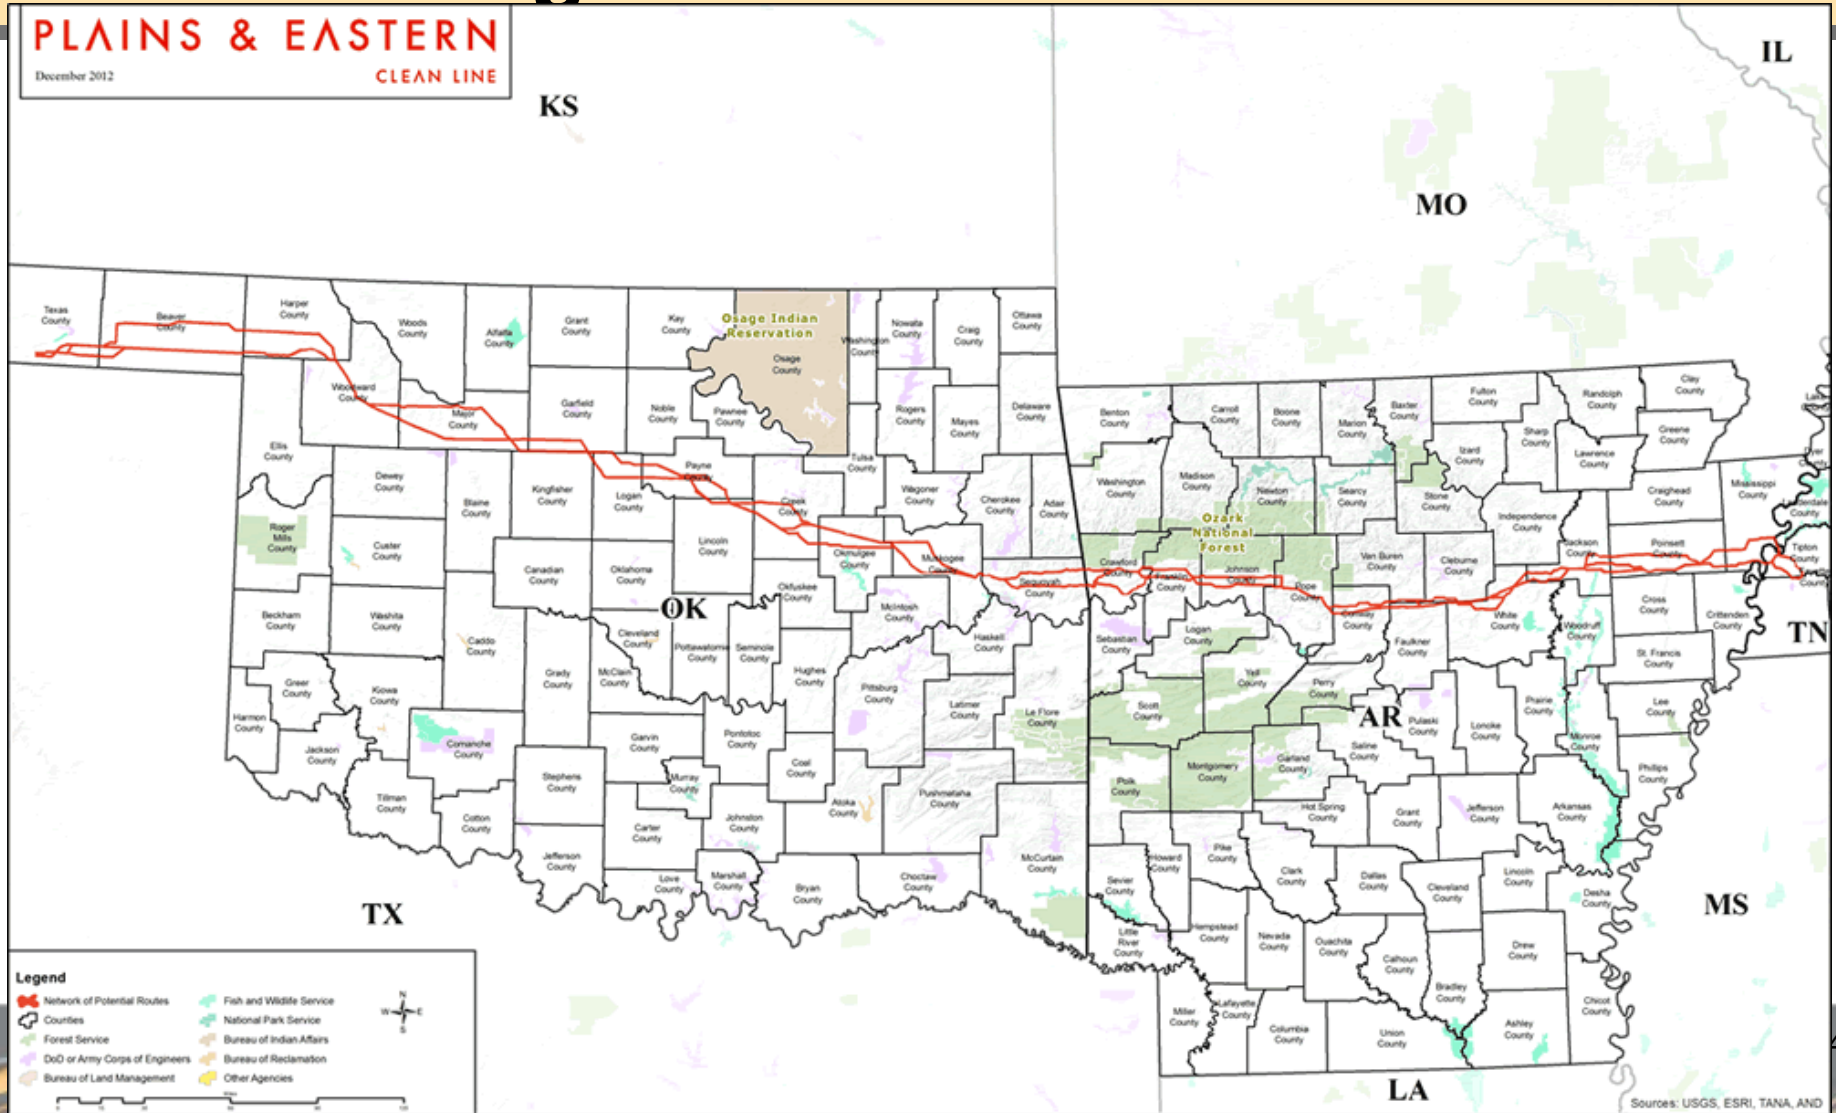 PLAINS & EASTERN
December 2012
CLEAN LINE
KS
IL
MO
Texas
County
Beaver
County
Harper
County
Woods
County
Alfalfa
County
Grant
County
Kay
County
Osage Indian
Reservation
Osage
County
Washington
County
Nowata
County
Craig
County
Ottawa
County
Woodward
County
Major
County
Garfield
County
Noble
County
Pawnee
County
Rogers
County
Mayes
County
Delaware
County
Ellis
County
Dewey
County
Blaine
County
Kingfisher
County
Logan
County
Payne
County
Creek
County
Tulsa
County
Wagoner
County
Cherokee
County
Adair
County
Roger
Mills
County
Custer
County
Canadian
County
Oklahoma
County
Lincoln
County
Okmulgee
County
Muskogee
County
Sequoyah
County
Okfuskee
County
McIntosh
County
Beckham
County
Washita
County
Caddo
County
OK
Cleveland
County
Pottawatomie
County
Seminole
County
Hughes
County
Haskell
County
Greer
County
Kiowa
County
Grady
County
McClain
County
Pittsburg
County
Latimer
County
Le Flore
County
Harmon
County
Jackson
County
Comanche
County
Garvin
County
Pontotoc
County
Coal
County
Tillman
County
Cotton
County
Stephens
County
Murray
County
Atoka
County
Pushmataha
County
Carter
County
Johnston
County
Jefferson
County
Love
County
Marshall
County
Bryan
County
Choctaw
County
McCurtain
County
Benton
County
Carroll
County
Boone
County
Marion
County
Baxter
County
Fulton
County
Randolph
County
Clay
County
Sharp
County
Greene
County
Izard
County
Lawrence
County
Washington
County
Madison
County
Newton
County
Searcy
County
Stone
County
Independence
County
Craighead
County
Mississippi
County
Ozark
National
Forest
Crawford
County
Franklin
Johnson
County
Pope
County
Van Buren
County
Cleburne
County
Jackson
County
Poinsett
County
Tipton
County
Conway
County
White
County
Woodruff
County
Cross
County
Crittenden
County
TN
Sebastian
County
Logan
County
Faulkner
County
St. Francis
County
Yell
County
Perry
County
Scott
County
AR
Pulaski
County
Lonoke
County
Prairie
County
Monroe
County
Lee
County
Saline
County
Phillips
County
Polk
County
Montgomery
County
Garland
County
Hot Spring
County
Grant
County
Jefferson
County
Arkansas
County
Pike
County
Howard
County
Sevier
County
Clark
County
Dallas
County
Cleveland
County
Lincoln
County
Desha
County
Little
River
County
Hempstead
County
Nevada
County
Ouachita
County
Calhoun
County
Drew
County
Bradley
County
Miller
County
Lafayette
County
Columbia
County
Union
County
Ashley
County
Chicot
County
TX
MS
LA
Legend
Network of Potential Routes
Counties
Forest Service
DoD or Army Corps of Engineers
Bureau of Land Management
Fish and Wildlife Service
National Park Service
Bureau of Indian Affairs
Bureau of Reclamation
Other Agencies
N
W
E
S
Miles
Sources: USGS, ESRI, TANA, AND